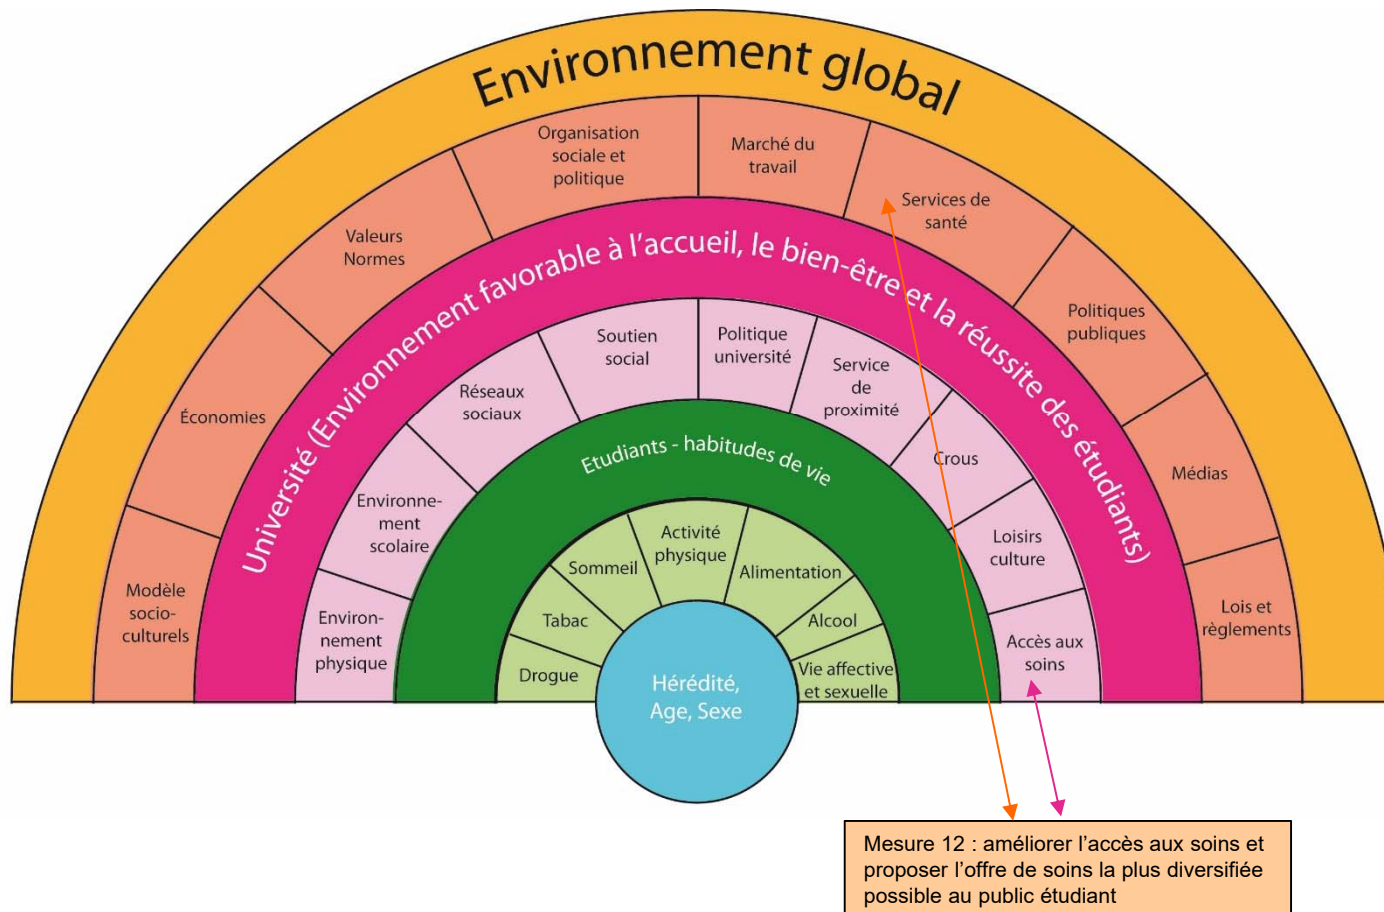 Environnement global
Modèle
socio-
culturels
Économies
Valeurs
Normes
Organisation
sociale et
politique
Marché du
travail
Services de
santé
Politiques
publiques
Médias
Lois et
règlements
Université (Environnement favorable à l’accueil, le bien-être et la réussite des étudiants)
Environ-
nement
physique
Environne-
ment
scolaire
Réseaux
sociaux
Soutien
social
Politique
université
Service
de
proximité
Crous
Loisirs
culture
Accès aux
soins
Etudiants - habitudes de vie
Drogue
Tabac
Sommeil
Activité
physique
Alimentation
Alcool
Vie affective
et sexuelle
Hérédité,
Age, Sexe
Mesure 12 : améliorer l’accès aux soins et
proposer l’offre de soins la plus diversifiée
possible au public étudiant